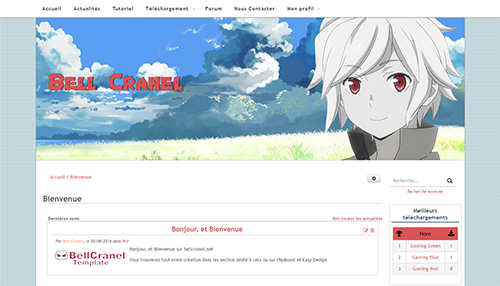 Accueil Actualités Tutoriel Téléchargement Forum Nous Contacter Mon profil
Bell Cranel
Accueil / Bienvenue
Recherche...
Recherche avancée
Bienvenue
Dernières news
Voir toutes les actualités
Bonjour, et Bienvenue
Par Bell Cranel, le 30/08/2016 dans Test
BellCranel
Template
Bonjour, et Bienvenue sur bellcranel.net
Vous trouverez tout mes création dans les section dédié à cela ou sur Phpboost et Easy Design
Meilleurs téléchargements
Nom
1 Gaming Green 1
2 Gaming Blue 1
3 Gaming Red 0